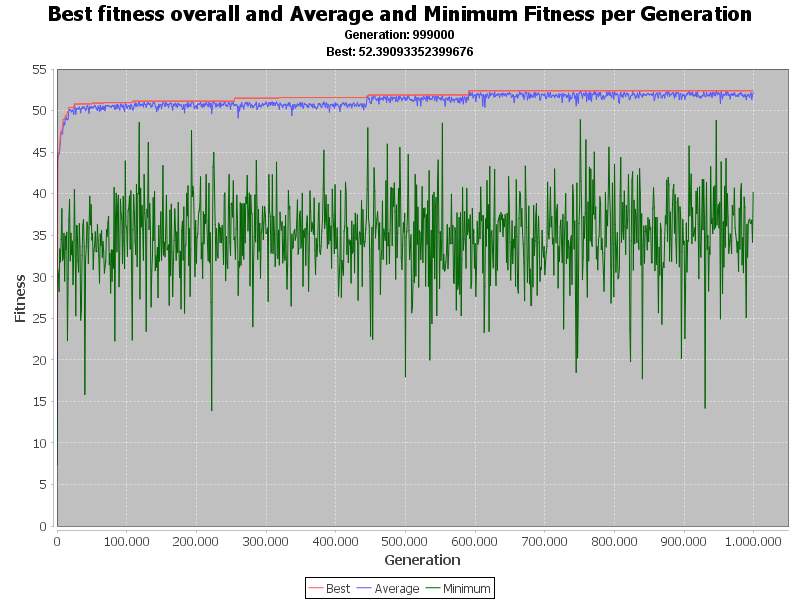 Best fitness overall and Average and Minimum Fitness per Generation
Generation: 999000
Best: 52.39093352399676
55
50
45
40
35
30
25
20
15
10
5
0
Fitness
0 100.000 200.000 300.000 400.000 500.000 600.000 700.000 800.000 900.000 1.000.000
Generation
Best Average Minimum